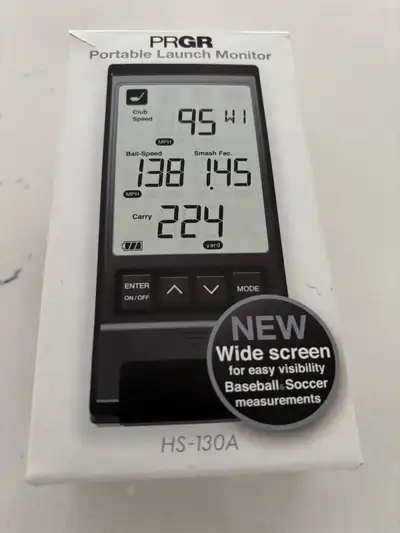 PRGR
Portable Launch Monitor
Club Speed 95 W1
MPH
Ball-Speed Smash Fac.
138 1.45
MPH
Carry 224
yard
ENTER ON/OFF MODE
NEW
Wide screen
for easy visibility
Baseball&Soccer
measurements
HS-130A